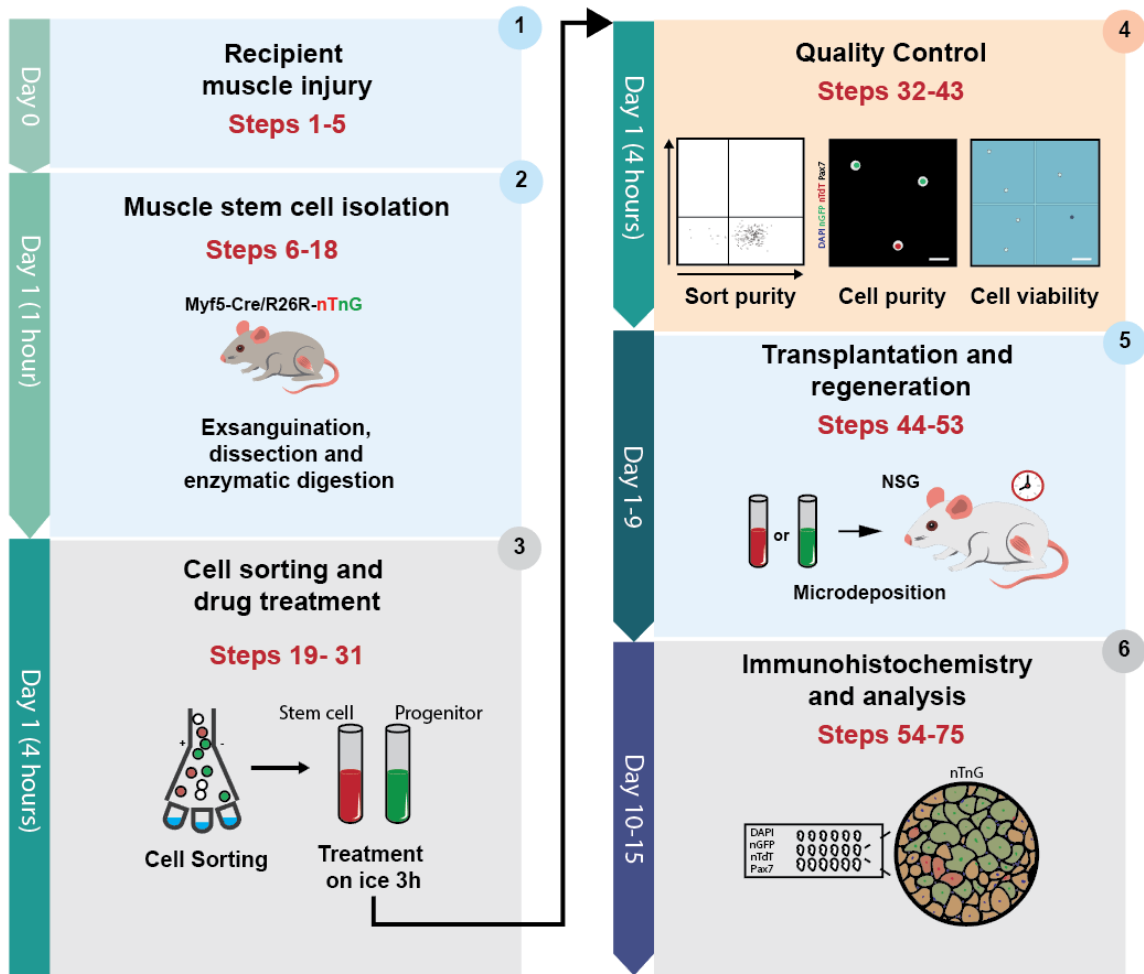 Day 0
1
Recipient
muscle injury
Steps 1-5
Day 1 (1 hour)
2
Muscle stem cell isolation
Steps 6-18
Myf5-Cre/R26R-nTnG
Exsanguination,
dissection and
enzymatic digestion
Day 1 (4 hours)
3
Cell sorting and
drug treatment
Steps 19- 31
+ -
Stem cell Progenitor
Cell Sorting
Treatment
on ice 3h
Day 1 (4 hours)
4
Quality Control
Steps 32-43
DAPI nGFP nTdT Pax7
Sort purity Cell purity Cell viability
Day 1-9
5
Transplantation and
regeneration
Steps 44-53
NSG
or
Microdeposition
Day 10-15
6
Immunohistochemistry
and analysis
Steps 54-75
nTnG
DAPI
nGFP
nTdT
Pax7